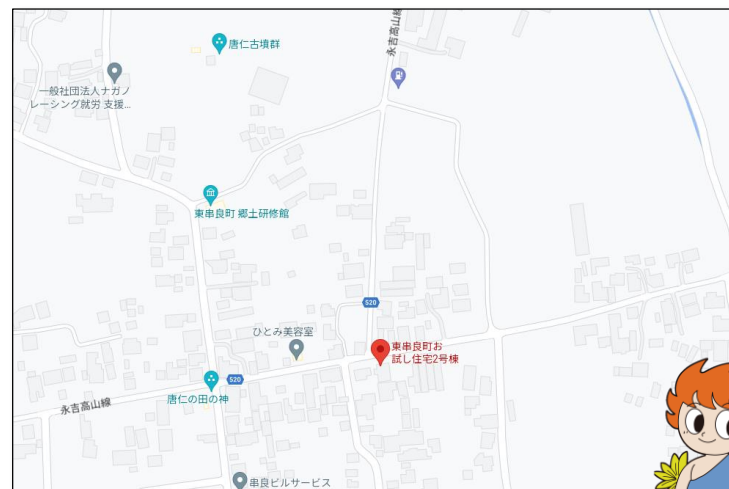 唐仁古墳群
永吉高山線
一般社団法人ナガノ
レーシング就労 支援...
東串良町 郷土研修館
520
ひとみ美容室
東串良町お
試し住宅2号棟
520
唐仁の田の神
永吉高山線
串良ビルサービス